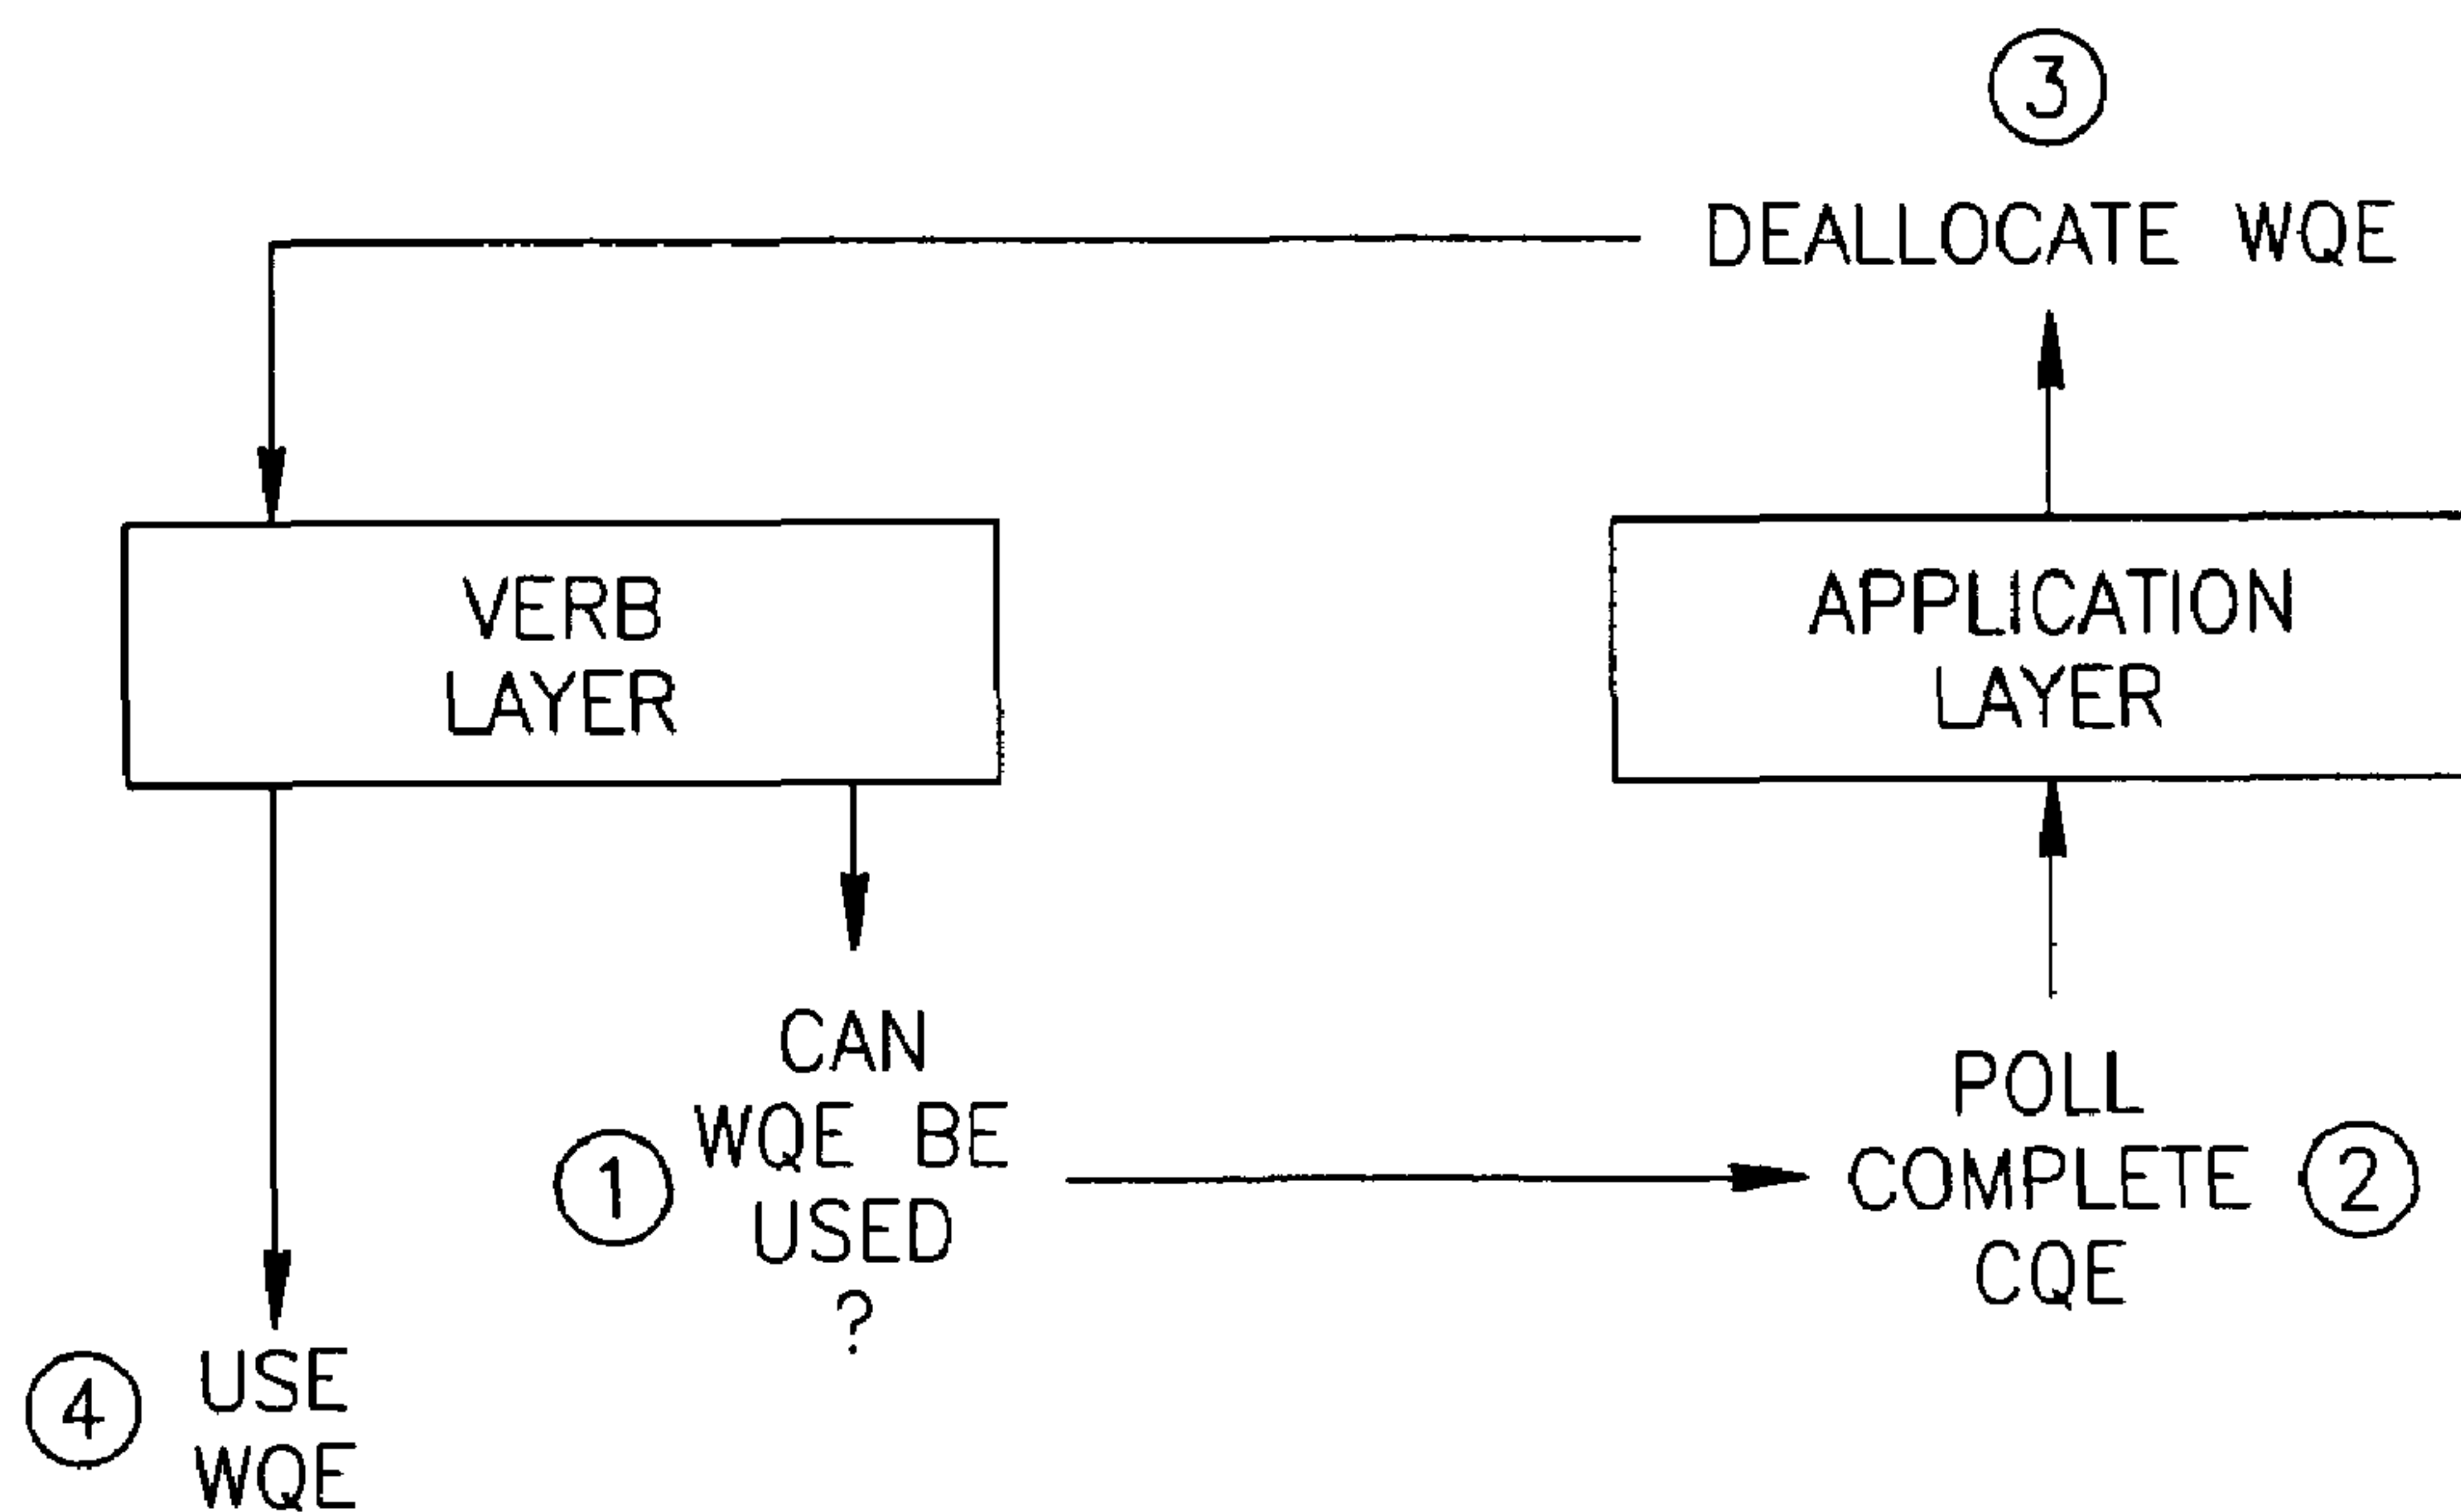 3
DEALLOCATE WQE
VERB
LAYER
APPLICATION
LAYER
CAN
WQE BE
USED
?
1
POLL
COMPLETE
CQE
2
4
USE
WQE